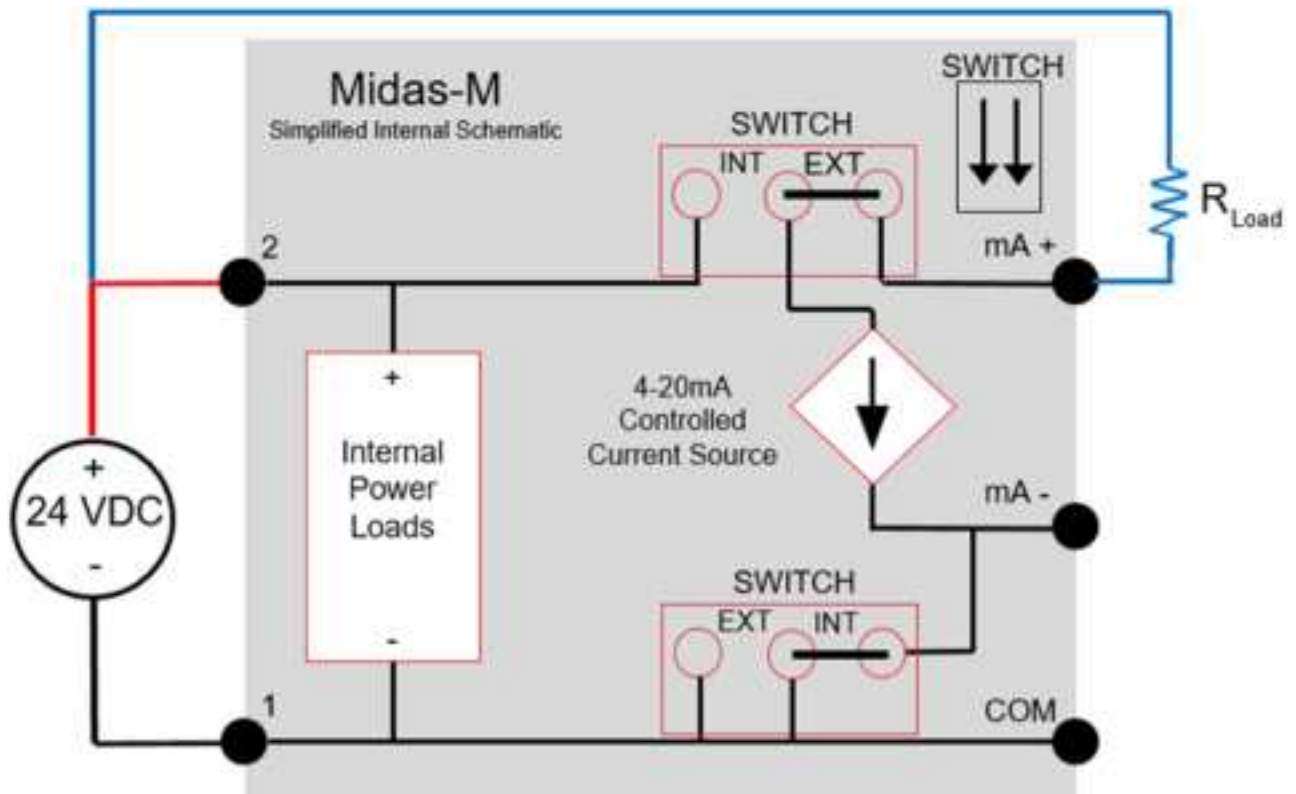 Midas-M
Simplified Internal Schematic
SWITCH
SWITCH
INT EXT
R Load
2
mA +
+
Internal
Power
Loads
-
4-20mA
Controlled
Current Source
+
24 VDC
-
mA -
SWITCH
EXT INT
1
COM